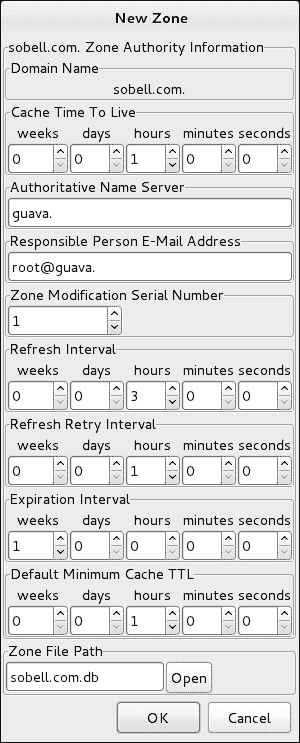 New Zone
sobell.com. Zone Authority Information
Domain Name
sobell.com.
Cache Time To Live
weeks days hours minutes seconds
0 0 1 0 0
Authoritative Name Server
guava.
Responsible Person E-Mail Address
root@guava.
Zone Modification Serial Number
1
Refresh Interval
weeks days hours minutes seconds
0 0 3 0 0
Refresh Retry Interval
weeks days hours minutes seconds
0 0 1 0 0
Expiration Interval
weeks days hours minutes seconds
1 0 0 0 0
Default Minimum Cache TTL
weeks days hours minutes seconds
0 0 1 0 0
Zone File Path
sobell.com.db Open
OK Cancel